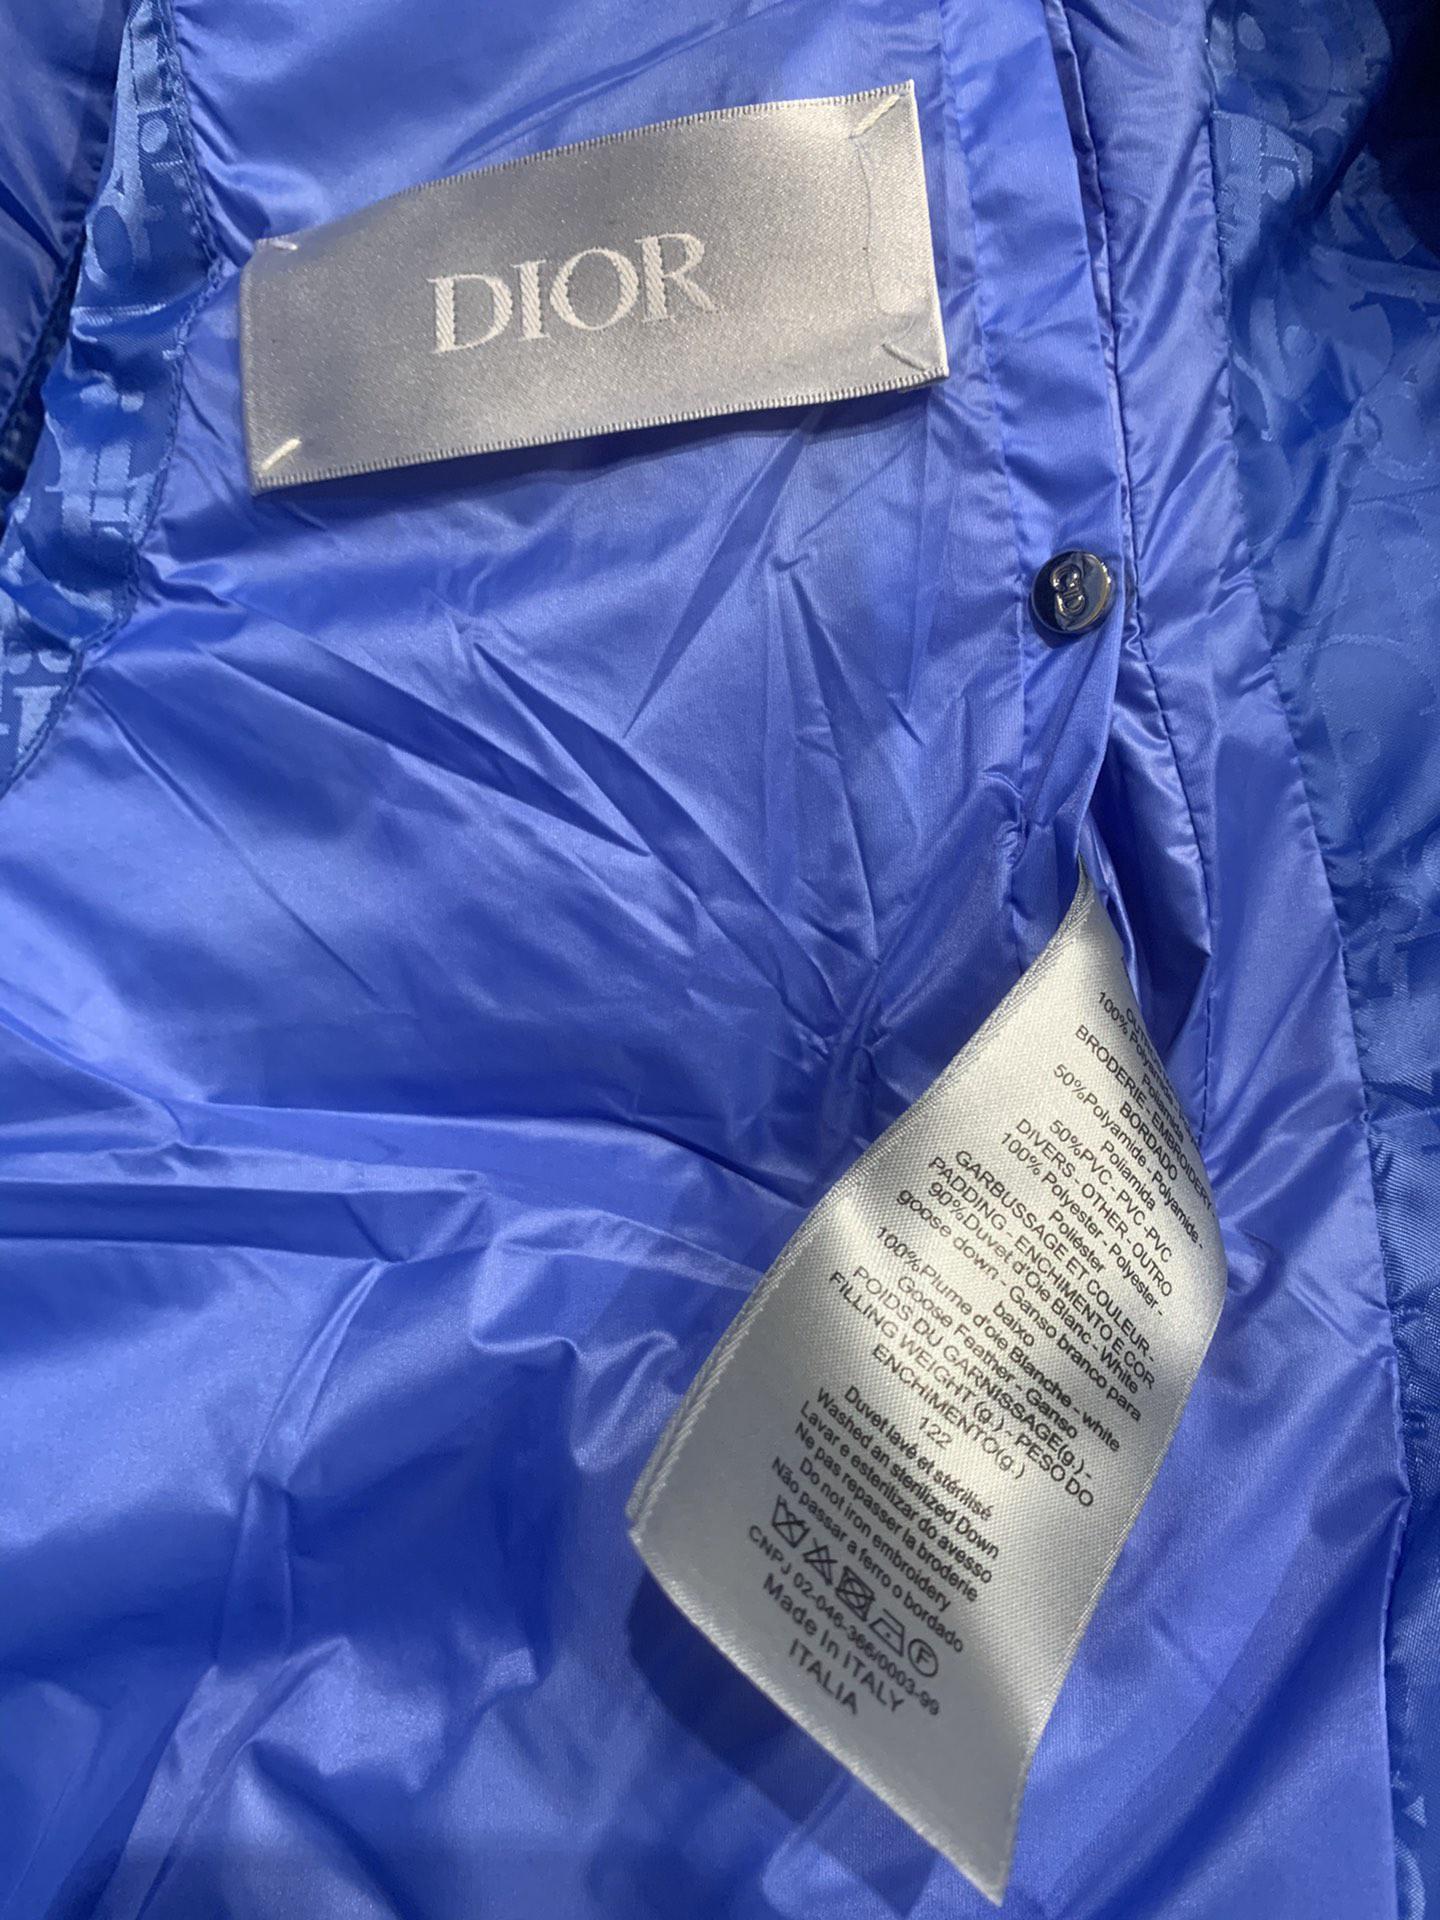 DIOR
CD
100% Polyamide -
Poliamida
BRODERIE - EMBROIDERY -
BORDADO
50%Polyamide - Polyamide -
Poliamida
50%PVC - PVC - PVC
DIVERS - OTHER - OUTRO
100% Polyester - Polyester -
Poliéster
GARBUSSAGE ET COULEUR -
PADDING - ENCHIMENTO E COR
90%Duvet d'Oie Blanc - White
goose down - Ganso branco para
baixo
100%Plume d'oie Blanche - white
Goose Feather - Ganso
POIDS DU GARNISSAGE(g.) -
FILLING WEIGHT (g.) - PESO DO
ENCHIMENTO(g.)
122
Duvet lavé et stérilisé
Washed an sterilized Down
Lavar e esterilizar do avesso
Ne pas repasser la broderie
Do not iron embroidery
Não passar a ferro o bordado
F
CNPJ 02-046-366/0003-99
Made In ITALY
ITALIA